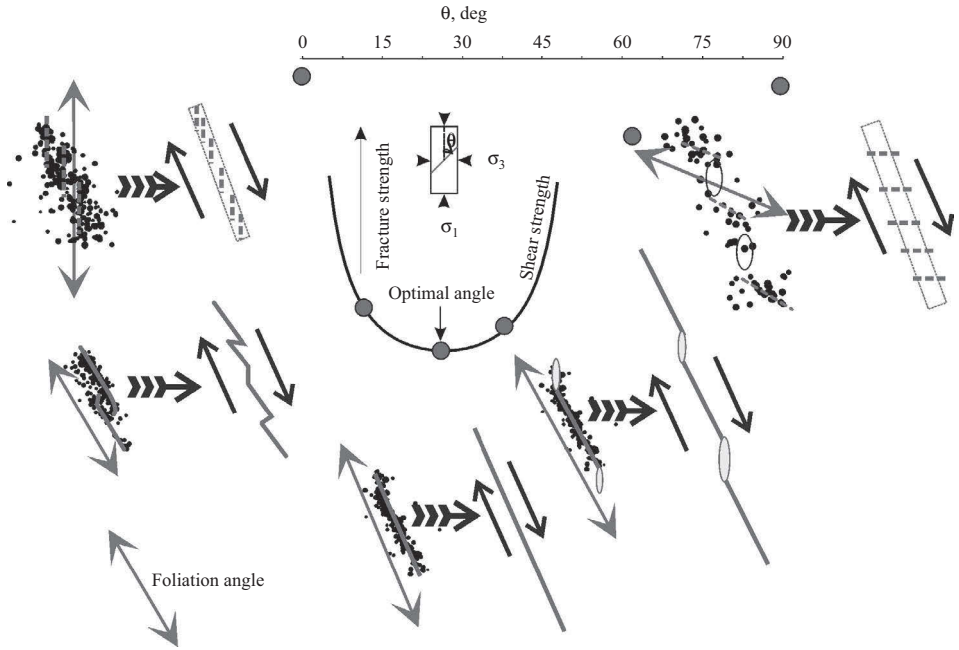 θ, deg
0 15 30 45 60 75 90
Fracture strength
θ
σ3
σ1
Shear strength
Optimal angle
Foliation angle